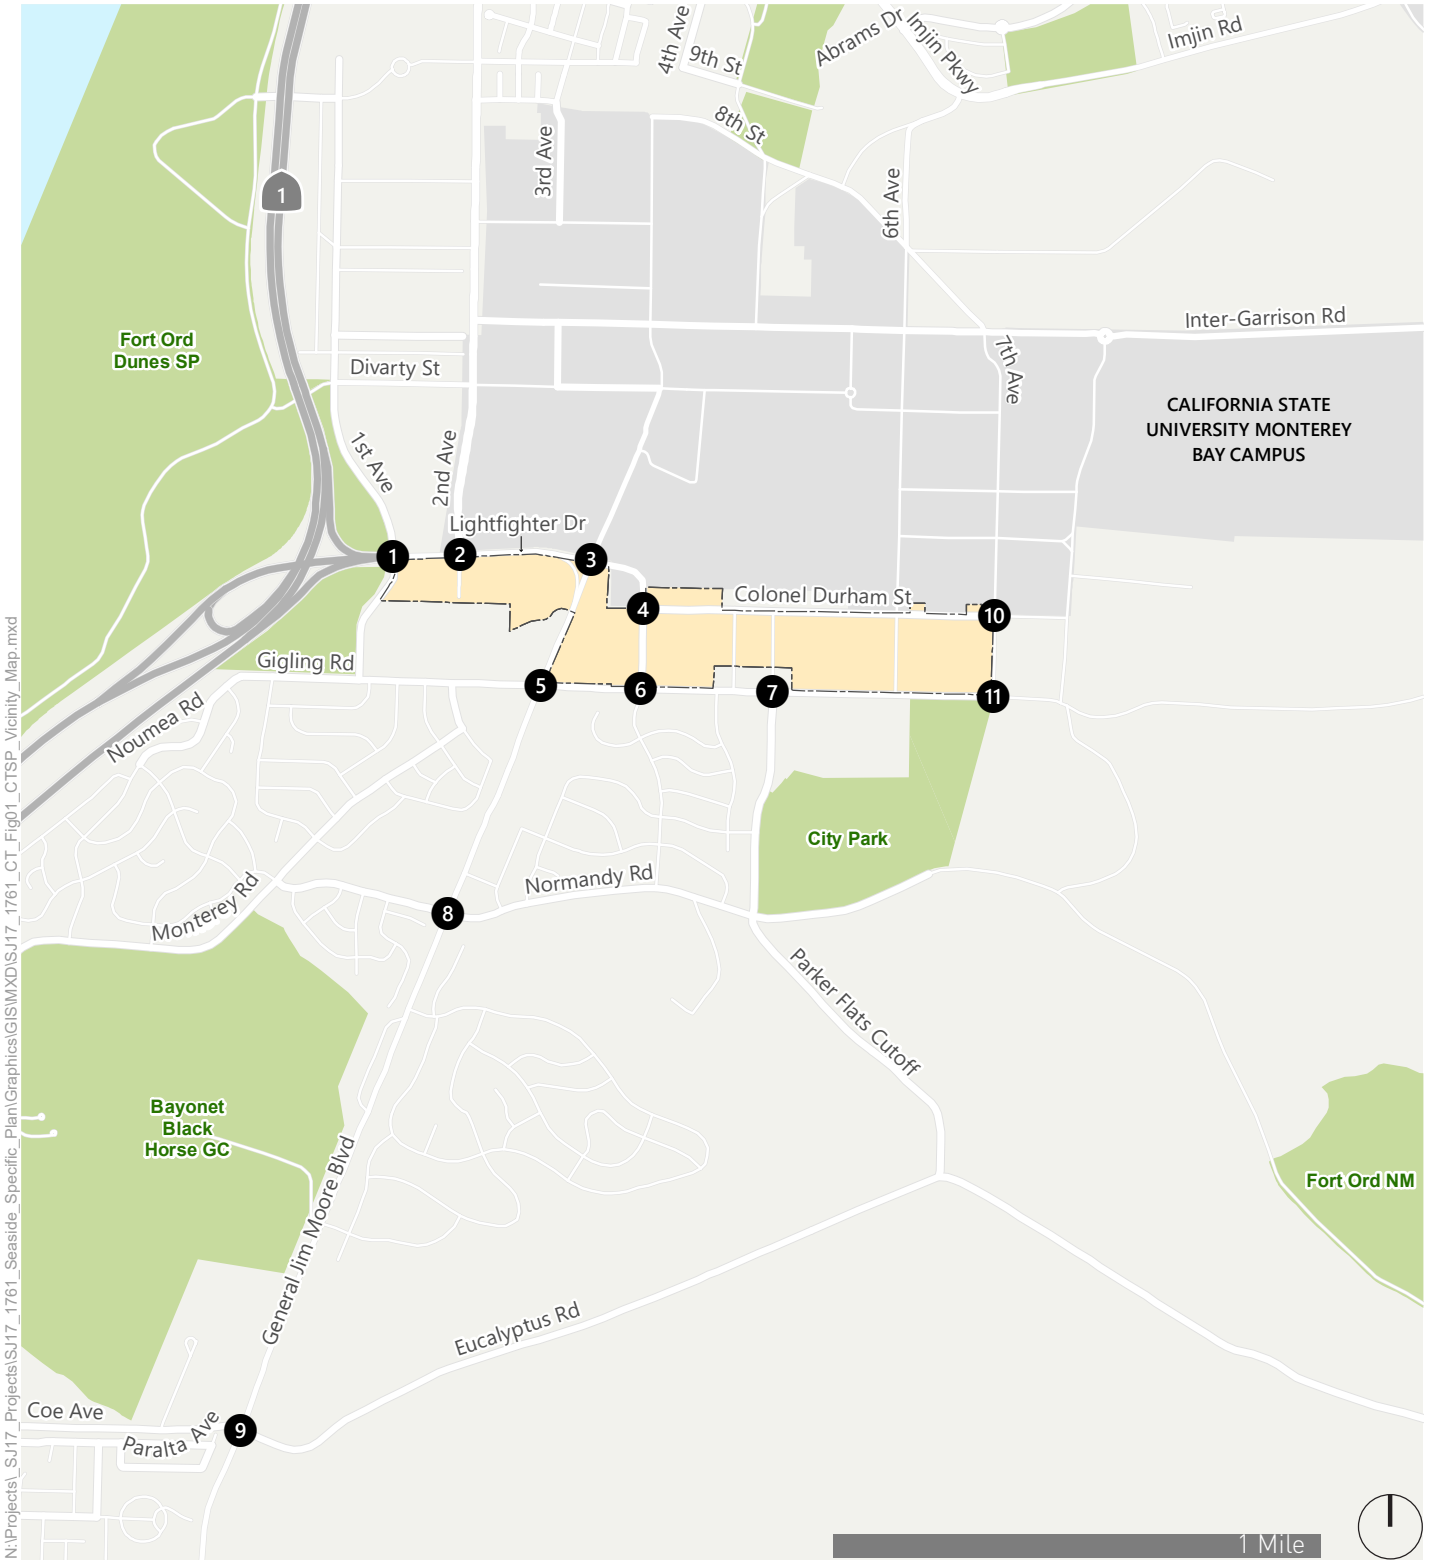 4th Ave
9th St
Abrams Dr
Imjin Pkwy
Imjin Rd
8th St
3rd Ave
1
6th Ave
Inter-Garrison Rd
Fort Ord
Dunes SP
Divarty St
7th Ave
CALIFORNIA STATE
UNIVERSITY MONTEREY
BAY CAMPUS
1st Ave
2nd Ave
Lightfighter Dr
1
2
3
4
Colonel Durham St
10
Gigling Rd
5
6
7
11
Noumea Rd
City Park
Normandy Rd
Monterey Rd
8
Parker Flats Cutoff
Bayonet
Black
Horse GC
Fort Ord NM
General Jim Moore Blvd
Eucalyptus Rd
Coe Ave
Paralta Ave
9
1 Mile
N:\Projects\_SJ17_Projects\SJ17_1761_Seaside_Specific_Plan\Graphics\GIS\MXD\SJ17_1761_CT_Fig01_CTSP_Vicinity_Map.mxd